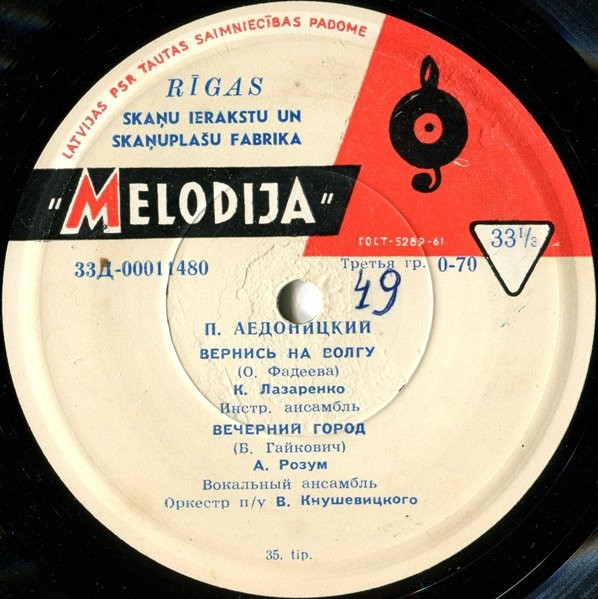 LATVIJAS PSR TAUTAS SAIMNIECĪBAS PADOME
RĪGAS
SKAŅU IERAKSTU UN
SKAŅUPLAŠU FABRIKA
"MELODIJA"
ГОСТ-5289-61
33⅓
33Д-00011480
Третья гр. 0-70
49
П. АЕДОНИЦКИЙ
ВЕРНИСЬ НА ВОЛГУ
(О. Фадеева)
К. Лазаренко
Инстр. ансамбль
ВЕЧЕРНИЙ ГОРОД
(Б. Гайкович)
А. Розум
Вокальный ансамбль
Оркестр п/у В. Кнушевицкого
35. tip.